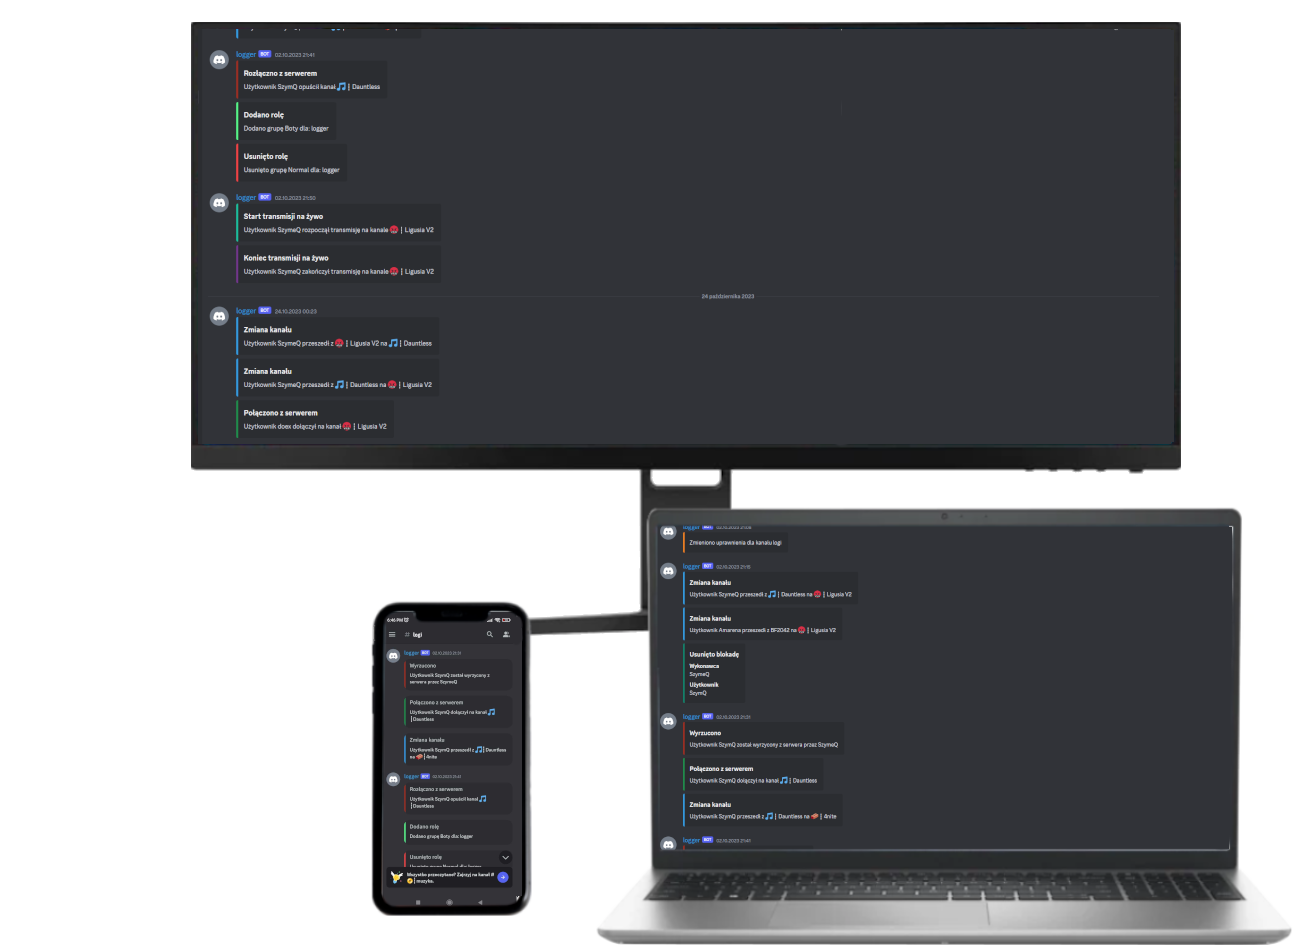 logger BOT 02.10.2023 21:41
Rozłączno z serwerem
Użytkownik SzymQ opuścił kanał 🎵 | Dauntless
Dodano rolę
Dodano grupę Boty dla: logger
Usunięto rolę
Usunięto grupę Normal dla: logger
logger BOT 02.10.2023 21:50
Start transmisji na żywo
Użytkownik SzymeQ rozpoczął transmisję na kanale | Ligusia V2
Koniec transmisji na żywo
Użytkownik SzymeQ zakończył transmisję na kanale | Ligusia V2
24 października 2023
logger BOT 24.10.2023 00:23
Zmiana kanału
Użytkownik SzymeQ przeszedł z | Ligusia V2 na 🎵 | Dauntless
Zmiana kanału
Użytkownik SzymeQ przeszedł z 🎵 | Dauntless na | Ligusia V2
Połączono z serwerem
Użytkownik doex dołączył na kanał | Ligusia V2
logger BOT
Zmieniono uprawnienia dla kanału logi
logger BOT 02.10.2023 21:15
Zmiana kanału
Użytkownik SzymeQ przeszedł z 🎵 | Dauntless na | Ligusia V2
Zmiana kanału
Użytkownik Amarena przeszedł z BF2042 na | Ligusia V2
Usunięto blokadę
Wykonawca
SzymeQ
Użytkownik
SzymQ
logger BOT 02.10.2023 21:31
Wyrzucono
Użytkownik SzymQ został wyrzycony z serwera przez SzymeQ
Połączono z serwerem
Użytkownik SzymQ dołączył na kanał 🎵 | Dauntless
Zmiana kanału
Użytkownik SzymQ przeszedł z 🎵 | Dauntless na | 4nite
logger BOT 02.10.2023 21:41
6:46 PM
# logi
logger BOT 02.10.2023 21:31
Wyrzucono
Użytkownik SzymQ został wyrzycony z
serwera przez SzymeQ
Połączono z serwerem
Użytkownik SzymQ dołączył na kanał 🎵
| Dauntless
Zmiana kanału
Użytkownik SzymQ przeszedł z 🎵 | Dauntless
na | 4nite
logger BOT 02.10.2023 21:41
Rozłączno z serwerem
Użytkownik SzymQ opuścił kanał 🎵
| Dauntless
Dodano rolę
Dodano grupę Boty dla: logger
Usunięto rolę
Usunięto grupę Normal dla: logger
Wszystko przeczytane? Zajrzyj na kanał #
| muzyka.